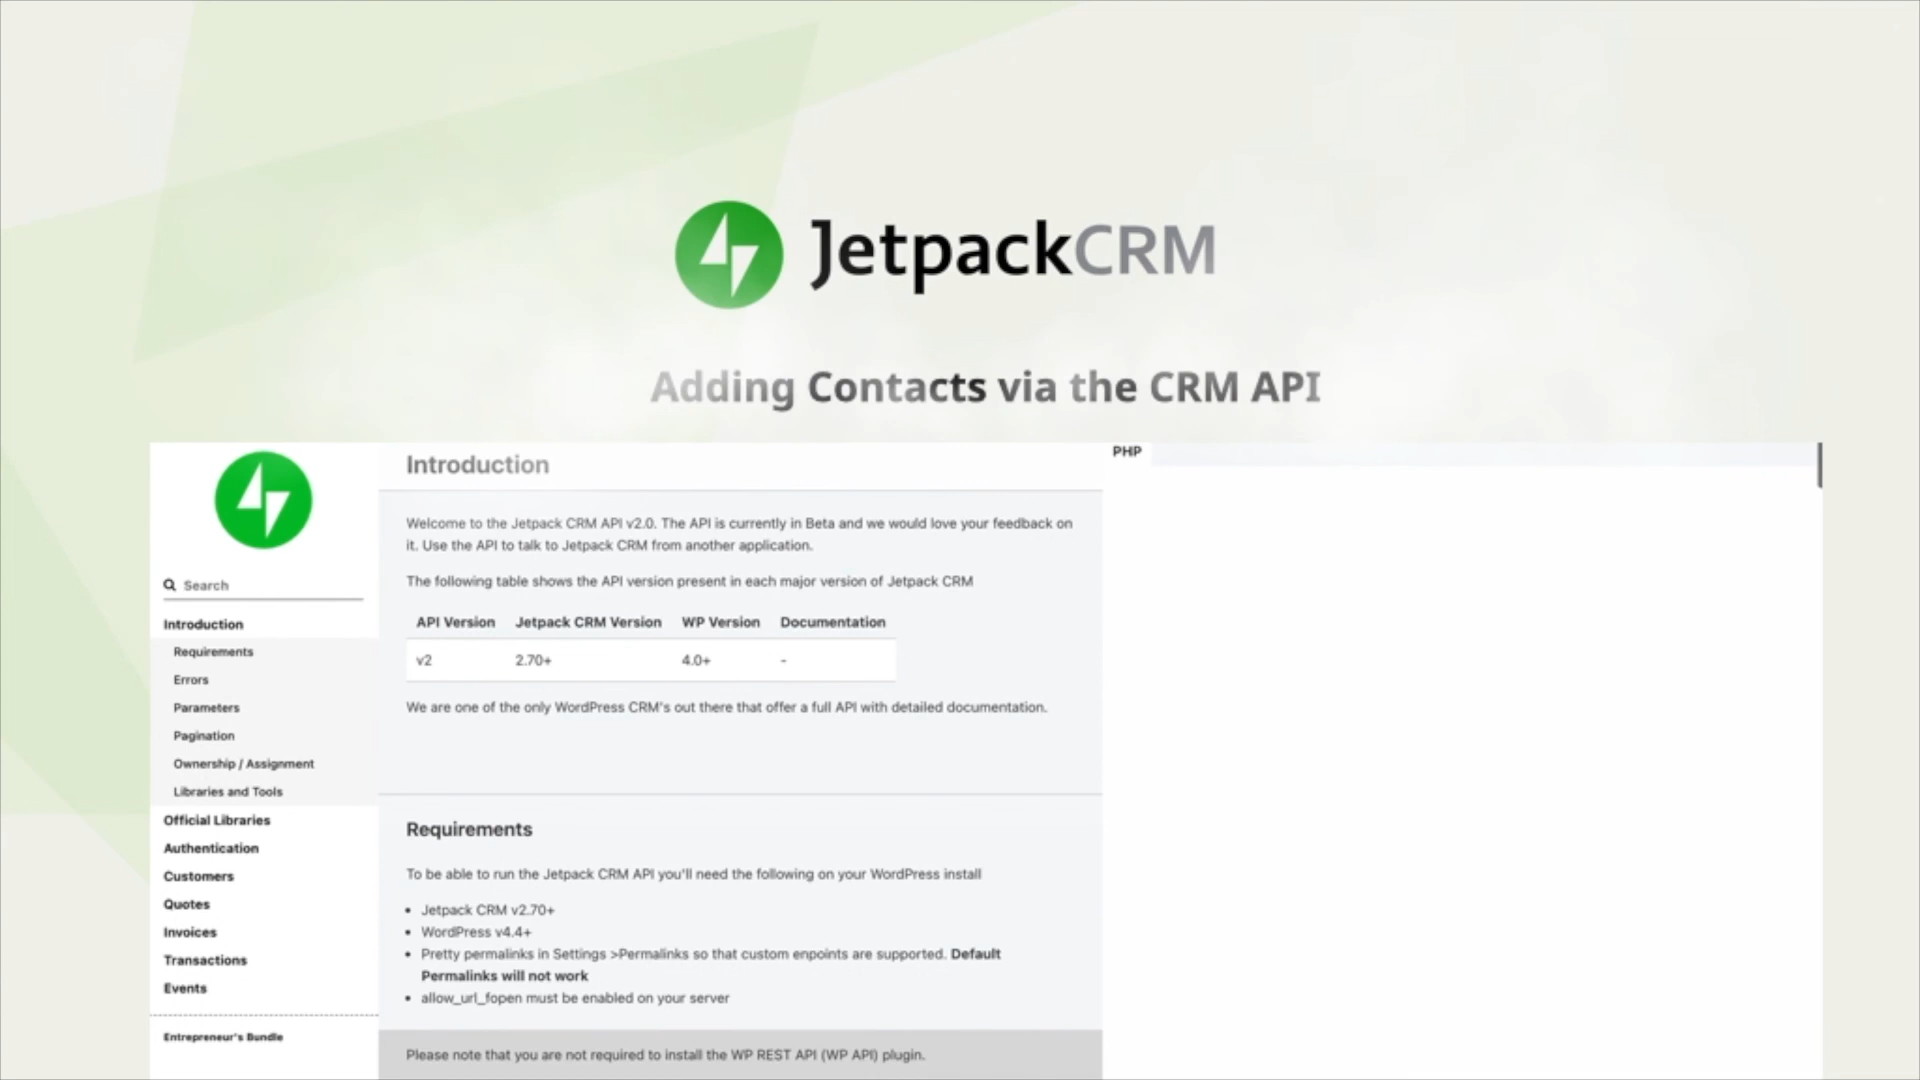 JetpackCRM
Adding Contacts via the CRM API
Search
Introduction
Requirements
Errors
Parameters
Pagination
Ownership / Assignment
Libraries and Tools
Official Libraries
Authentication
Customers
Quotes
Invoices
Transactions
Events
Entrepreneur's Bundle
Introduction
Welcome to the Jetpack CRM API v2.0. The API is currently in Beta and we would love your feedback on
it. Use the API to talk to Jetpack CRM from another application.
The following table shows the API version present in each major version of Jetpack CRM
API Version Jetpack CRM Version WP Version Documentation
v2 2.70+ 4.0+ -
We are one of the only WordPress CRM's out there that offer a full API with detailed documentation.
Requirements
To be able to run the Jetpack CRM API you'll need the following on your WordPress install
• Jetpack CRM v2.70+
• WordPress v4.4+
• Pretty permalinks in Settings >Permalinks so that custom enpoints are supported. Default
Permalinks will not work
• allow_url_fopen must be enabled on your server
Please note that you are not required to install the WP REST API (WP API) plugin.
PHP